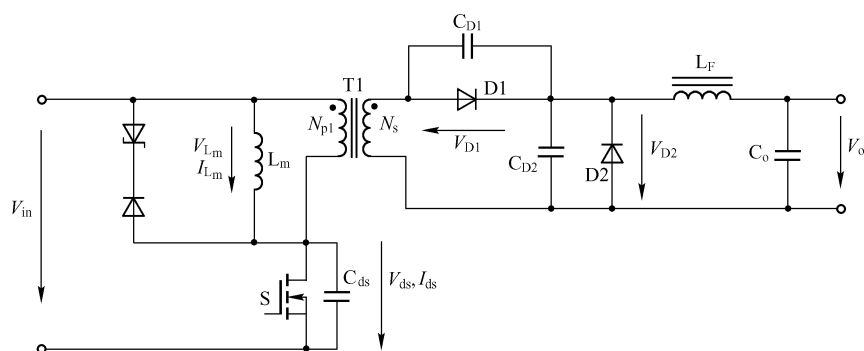 C_D1
T1
D1
L_F
N_p1
N_s
V_Lm
I_Lm
L_m
V_D1
C_D2
D2
V_D2
C_o
V_o
V_in
S
C_ds
V_ds, I_ds